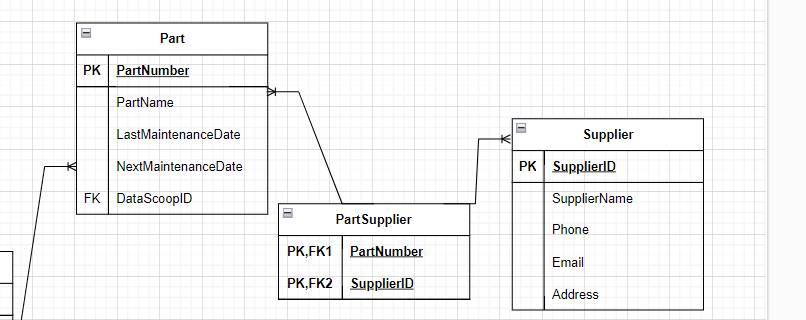 Part
PK PartNumber
PartName
LastMaintenanceDate
NextMaintenanceDate
FK DataScoopID
PartSupplier
PK,FK1 PartNumber
PK,FK2 SupplierID
Supplier
PK SupplierID
SupplierName
Phone
Email
Address